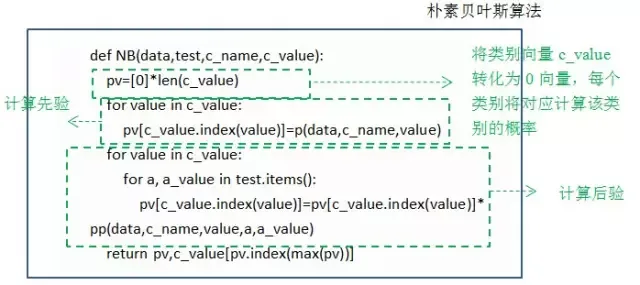 朴素贝叶斯算法
def NB(data,test,c_name,c_value):
pv=[0]*len(c_value)
for value in c_value:
pv[c_value.index(value)]=p(data,c_name,value)
for value in c_value:
for a, a_value in test.items():
pv[c_value.index(value)]=pv[c_value.index(value)]*
pp(data,c_name,value,a,a_value)
return pv,c_value[pv.index(max(pv))]
将类别向量 c_value
转化为 0 向量，每个
类别将对应计算该类
别的概率
计算先验
计算后验